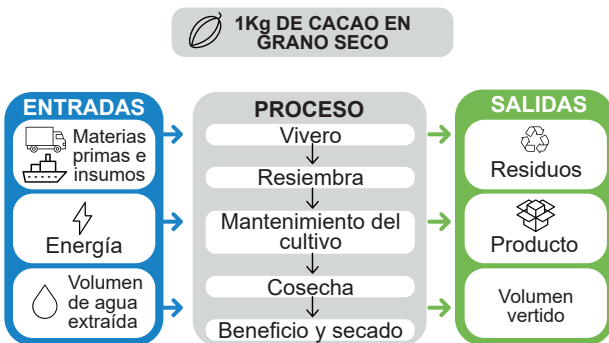 1Kg DE CACAO EN
GRANO SECO
ENTRADAS
Materias
primas e
insumos
Energía
Volumen
de agua
extraída
PROCESO
Vivero
Resiembra
Mantenimiento del
cultivo
Cosecha
Beneficio y secado
SALIDAS
Residuos
Producto
Volumen
vertido